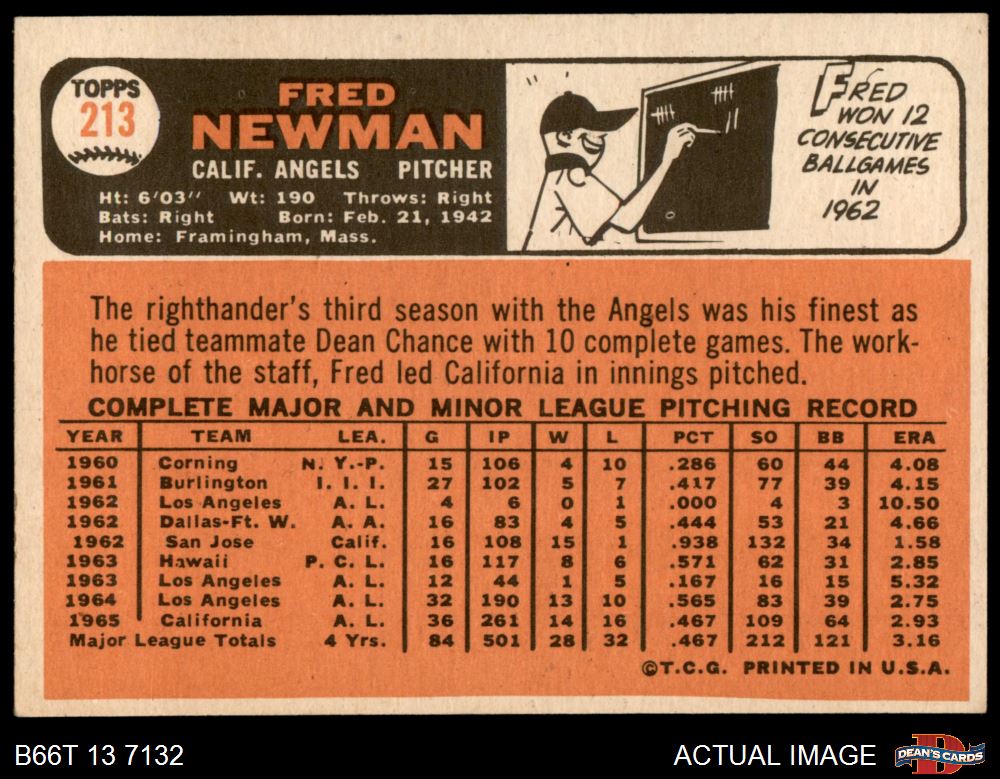 TOPPS
213
FRED
NEWMAN
CALIF. ANGELS PITCHER
Ht: 6'03" Wt: 190 Throws: Right
Bats: Right Born: Feb. 21, 1942
Home: Framingham, Mass.
FRED
WON 12
CONSECUTIVE
BALLGAMES
IN
1962
The righthander's third season with the Angels was his finest as
he tied teammate Dean Chance with 10 complete games. The work-
horse of the staff, Fred led California in innings pitched.
COMPLETE MAJOR AND MINOR LEAGUE PITCHING RECORD
YEAR TEAM LEA. G IP W L PCT SO BB ERA
1960 Corning N. Y.-P. 15 106 4 10 .286 60 44 4.08
1961 Burlington I. I. I. 27 102 5 7 .417 77 39 4.15
1962 Los Angeles A. L. 4 6 0 1 .000 4 3 10.50
1962 Dallas-Ft. W. A. A. 16 83 4 5 .444 53 21 4.66
1962 San Jose Calif. 16 108 15 1 .938 132 34 1.58
1963 Hawaii P. C. L. 16 117 8 6 .571 62 31 2.85
1963 Los Angeles A. L. 12 44 1 5 .167 16 15 5.32
1964 Los Angeles A. L. 32 190 13 10 .565 83 39 2.75
1965 California A. L. 36 261 14 16 .467 109 64 2.93
Major League Totals 4 Yrs. 84 501 28 32 .467 212 121 3.16
©T.C.G. PRINTED IN U.S.A.
B66T 13 7132 ACTUAL IMAGE DEAN'S CARDS